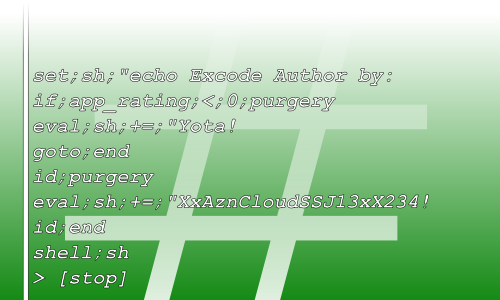 set;sh;"echo Excode Author by:
if;app_rating;<;0;purgery
eval;sh;+=;"Yota!
goto;end
id;purgery
eval;sh;+=;"XxAznCloudSSJ13xX234!
id;end
shell;sh
> [stop]